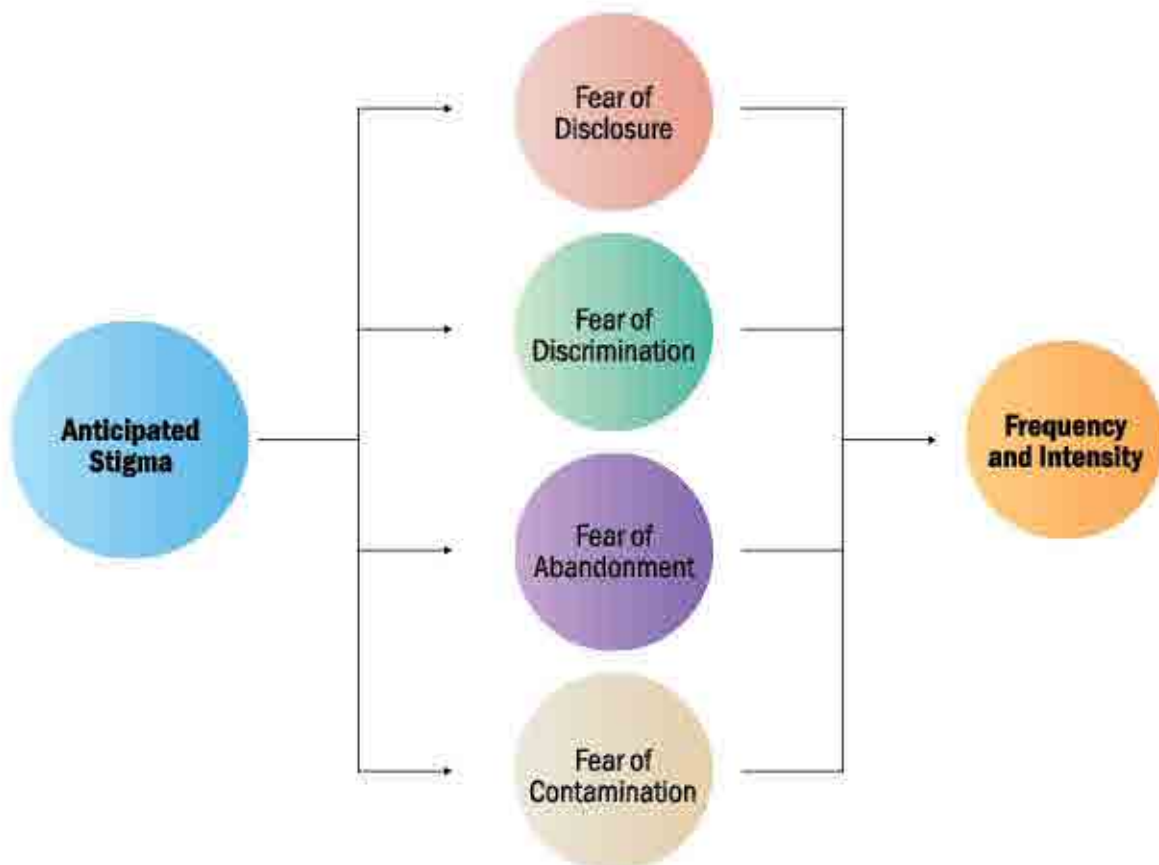 Fear of
Disclosure
Fear of
Discrimination
Anticipated
Stigma
Frequency
and Intensity
Fear of
Abandonment
Fear of
Contamination